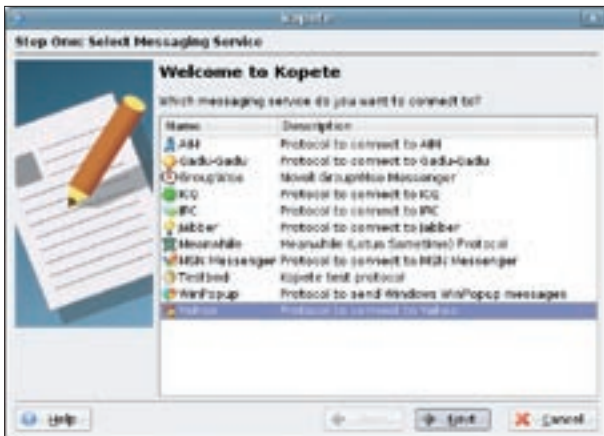 Kopete
Step One: Select Messaging Service
Welcome to Kopete
Which messaging service do you want to connect to?
Name Description
AIM Protocol to connect to AIM
Gadu-Gadu Protocol to connect to Gadu-Gadu
GroupWise Novell GroupWise Messenger
ICQ Protocol to connect to ICQ
IRC Protocol to connect to IRC
Jabber Protocol to connect to Jabber
Meanwhile Meanwhile (Lotus Sametime) Protocol
MSN Messenger Protocol to connect to MSN Messenger
Testbed Kopete test protocol
WinPopup Protocol to send Windows WinPopup messages
Yahoo Protocol to connect to Yahoo
Help Next Cancel